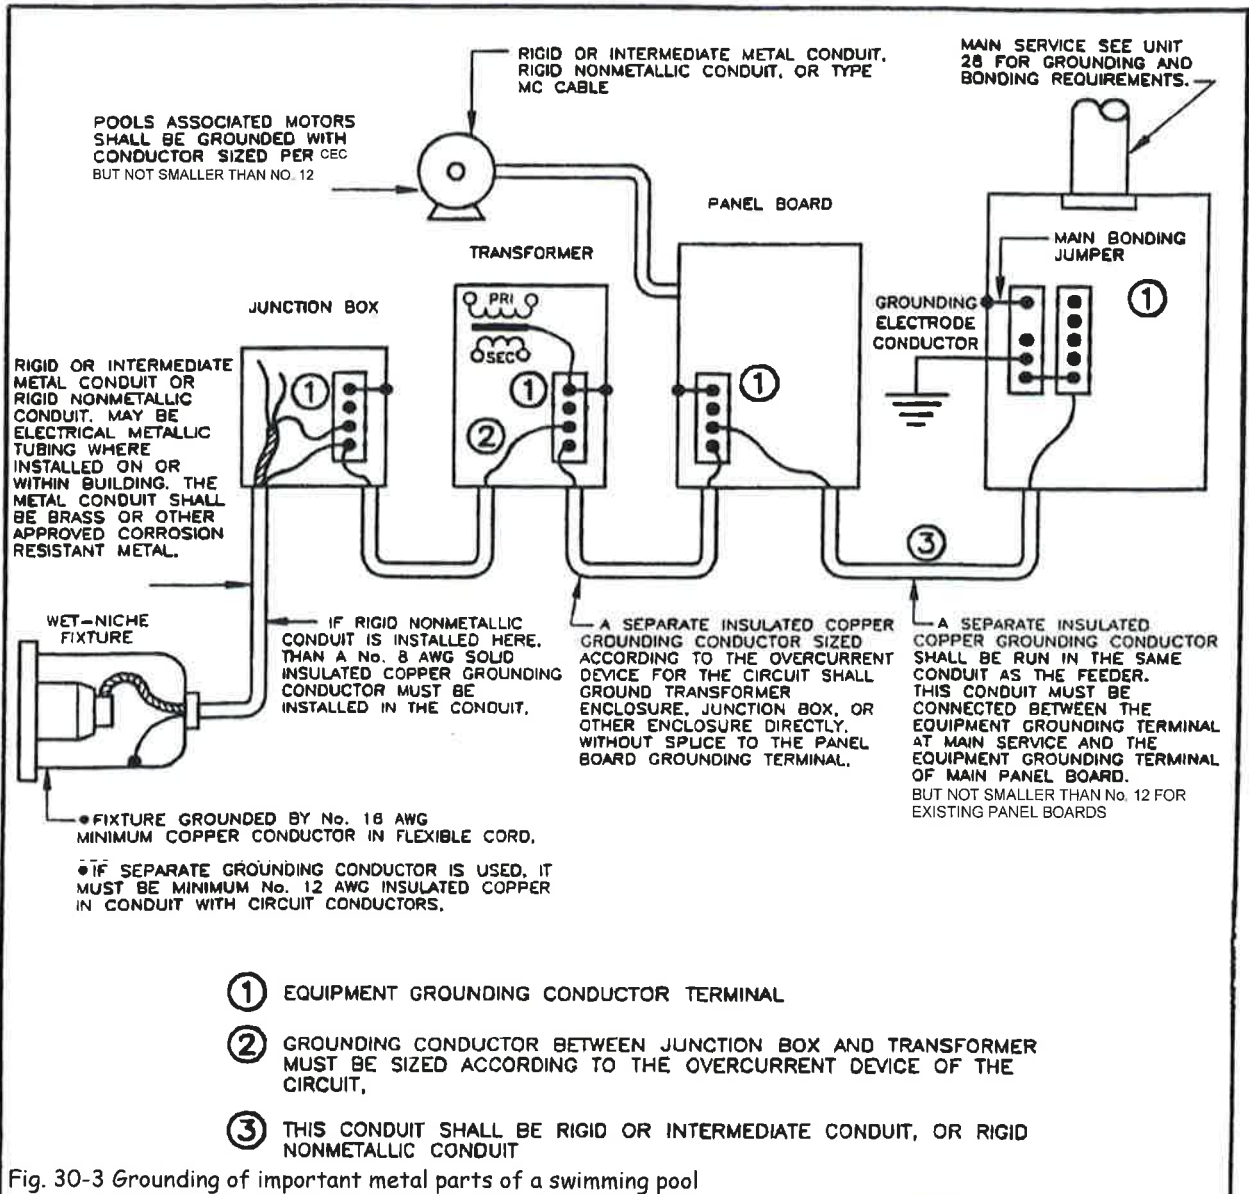 RIGID OR INTERMEDIATE METAL CONDUIT,
RIGID NONMETALLIC CONDUIT, OR TYPE
MC CABLE
MAIN SERVICE SEE UNIT
28 FOR GROUNDING AND
BONDING REQUIREMENTS.
POOLS ASSOCIATED MOTORS
SHALL BE GROUNDED WITH
CONDUCTOR SIZED PER CEC
BUT NOT SMALLER THAN NO. 12
PANEL BOARD
MAIN BONDING
JUMPER
TRANSFORMER
JUNCTION BOX
PRI
SEC
GROUNDING
ELECTRODE
CONDUCTOR
1
1
1
1
2
3
RIGID OR INTERMEDIATE
METAL CONDUIT OR
RIGID NONMETALLIC
CONDUIT. MAY BE
ELECTRICAL METALLIC
TUBING WHERE
INSTALLED ON OR
WITHIN BUILDING. THE
METAL CONDUIT SHALL
BE BRASS OR OTHER
APPROVED CORROSION
RESISTANT METAL.
WET-NICHE
FIXTURE
IF RIGID NONMETALLIC
CONDUIT IS INSTALLED HERE,
THAN A No. 8 AWG SOLID
INSULATED COPPER GROUNDING
CONDUCTOR MUST BE
INSTALLED IN THE CONDUIT.
A SEPARATE INSULATED COPPER
GROUNDING CONDUCTOR SIZED
ACCORDING TO THE OVERCURRENT
DEVICE FOR THE CIRCUIT SHALL
GROUND TRANSFORMER
ENCLOSURE, JUNCTION BOX, OR
OTHER ENCLOSURE DIRECTLY,
WITHOUT SPLICE TO THE PANEL
BOARD GROUNDING TERMINAL.
A SEPARATE INSULATED
COPPER GROUNDING CONDUCTOR
SHALL BE RUN IN THE SAME
CONDUIT AS THE FEEDER.
THIS CONDUIT MUST BE
CONNECTED BETWEEN THE
EQUIPMENT GROUNDING TERMINAL
AT MAIN SERVICE AND THE
EQUIPMENT GROUNDING TERMINAL
OF MAIN PANEL BOARD.
BUT NOT SMALLER THAN No. 12 FOR
EXISTING PANEL BOARDS
• FIXTURE GROUNDED BY No. 16 AWG
MINIMUM COPPER CONDUCTOR IN FLEXIBLE CORD.
• IF SEPARATE GROUNDING CONDUCTOR IS USED, IT
MUST BE MINIMUM No. 12 AWG INSULATED COPPER
IN CONDUIT WITH CIRCUIT CONDUCTORS.
1 EQUIPMENT GROUNDING CONDUCTOR TERMINAL
2 GROUNDING CONDUCTOR BETWEEN JUNCTION BOX AND TRANSFORMER
MUST BE SIZED ACCORDING TO THE OVERCURRENT DEVICE OF THE
CIRCUIT.
3 THIS CONDUIT SHALL BE RIGID OR INTERMEDIATE CONDUIT, OR RIGID
NONMETALLIC CONDUIT
Fig. 30-3 Grounding of important metal parts of a swimming pool